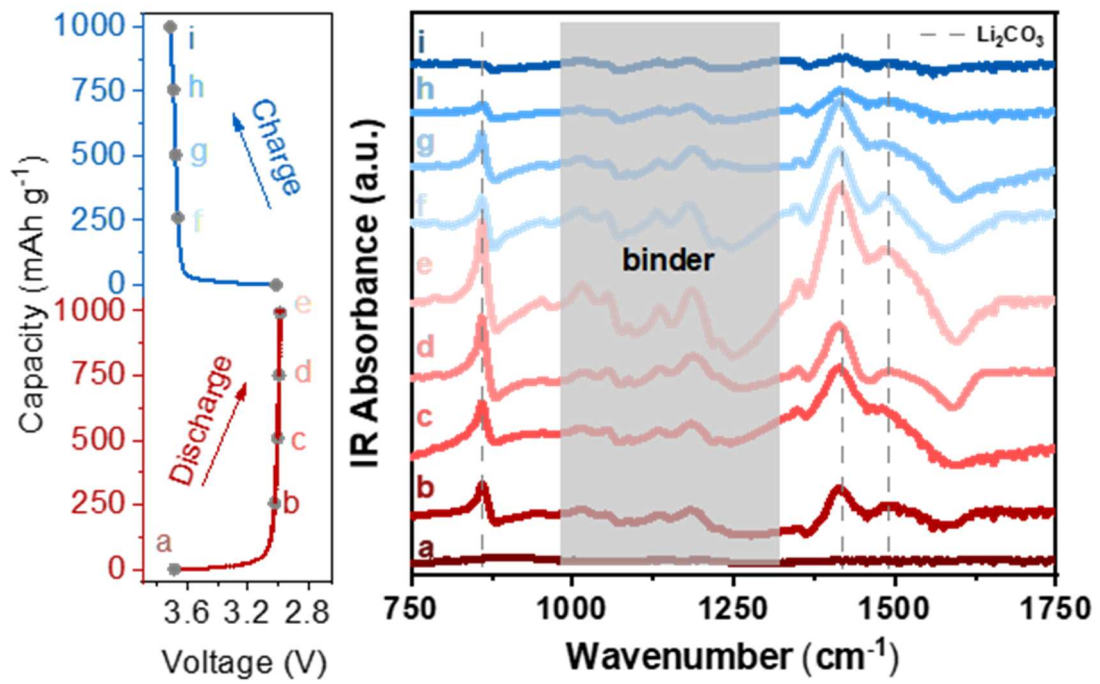 1000
750
500
250
0
1000
750
500
250
0
Capacity (mAh g⁻¹)
i
h
g
f
e
d
c
b
a
Charge
Discharge
3.6
3.2
2.8
Voltage (V)
IR Absorbance (a.u.)
Li₂CO₃
i
h
g
f
e
d
c
b
a
binder
750
1000
1250
1500
1750
Wavenumber (cm⁻¹)